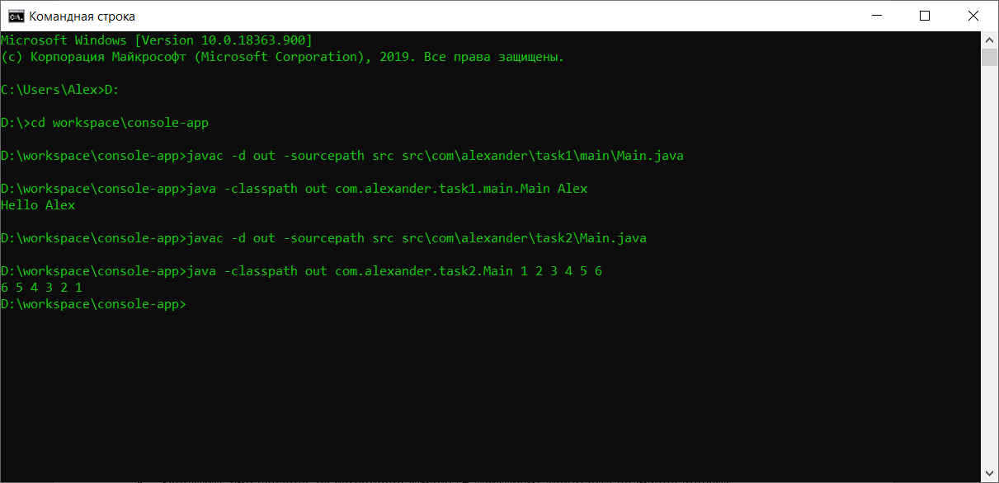 Командная строка
Microsoft Windows [Version 10.0.18363.900]
(c) Корпорация Майкрософт (Microsoft Corporation), 2019. Все права защищены.
C:\Users\Alex>D:
D:\>cd workspace\console-app
D:\workspace\console-app>javac -d out -sourcepath src src\com\alexander\task1\main\Main.java
D:\workspace\console-app>java -classpath out com.alexander.task1.main.Main Alex
Hello Alex
D:\workspace\console-app>javac -d out -sourcepath src src\com\alexander\task2\Main.java
D:\workspace\console-app>java -classpath out com.alexander.task2.Main 1 2 3 4 5 6
6 5 4 3 2 1
D:\workspace\console-app>